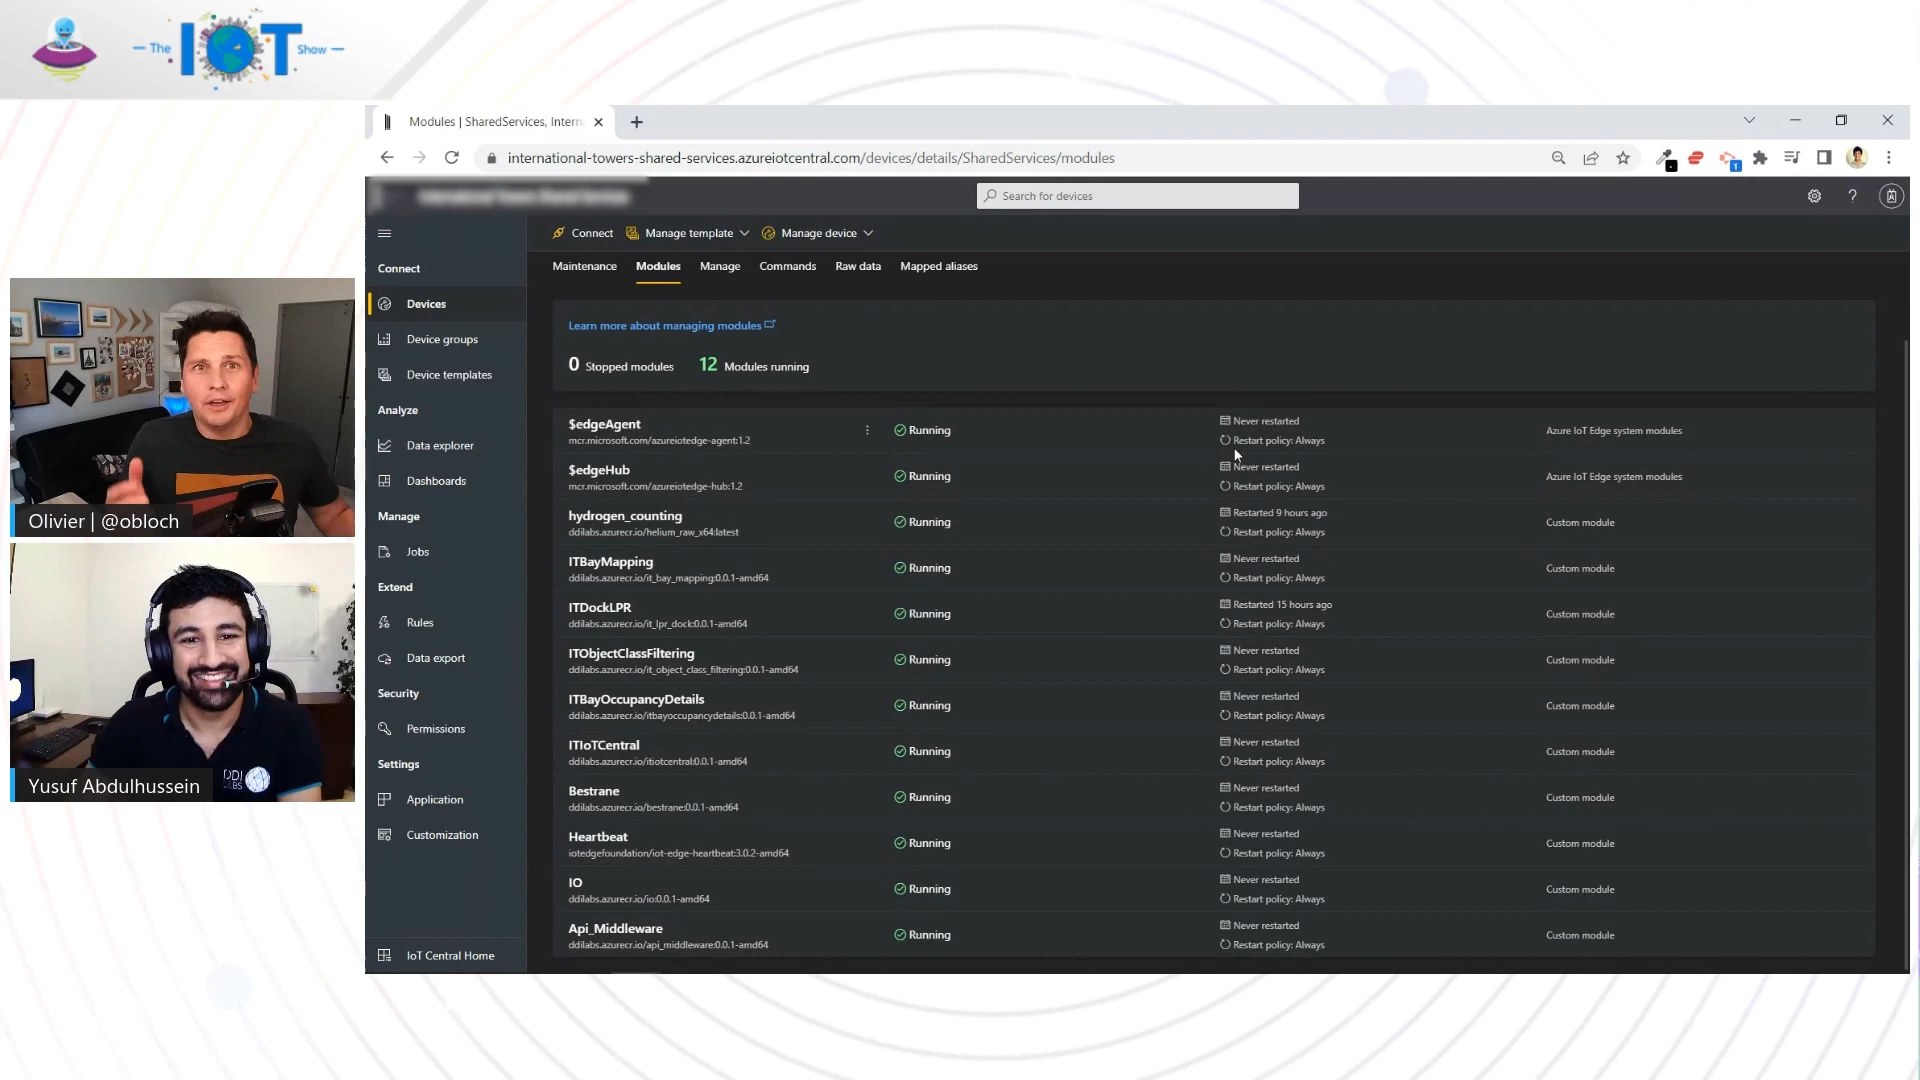 The IOT Show
Modules | SharedServices, Intern
international-towers-shared-services.azureiotcentral.com/devices/details/SharedServices/modules
1
Search for devices
Connect
Manage template
Manage device
Maintenance
Modules
Manage
Commands
Raw data
Mapped aliases
Connect
Devices
Device groups
Device templates
Analyze
Data explorer
Dashboards
Manage
Jobs
Extend
Rules
Data export
Security
Permissions
Settings
Application
Customization
IoT Central Home
Learn more about managing modules
0 Stopped modules
12 Modules running
$edgeAgent
mcr.microsoft.com/azureiotedge-agent:1.2
Running
Never restarted
Restart policy: Always
Azure IoT Edge system modules
$edgeHub
mcr.microsoft.com/azureiotedge-hub:1.2
Running
Never restarted
Restart policy: Always
Azure IoT Edge system modules
hydrogen_counting
ddilabs.azurecr.io/helium_raw_x64:latest
Running
Restarted 9 hours ago
Restart policy: Always
Custom module
ITBayMapping
ddilabs.azurecr.io/it_bay_mapping:0.0.1-amd64
Running
Never restarted
Restart policy: Always
Custom module
ITDockLPR
ddilabs.azurecr.io/it_lpr_dock:0.0.1-amd64
Running
Restarted 15 hours ago
Restart policy: Always
Custom module
ITObjectClassFiltering
ddilabs.azurecr.io/it_object_class_filtering:0.0.1-amd64
Running
Never restarted
Restart policy: Always
Custom module
ITBayOccupancyDetails
ddilabs.azurecr.io/itbayoccupancydetails:0.0.1-amd64
Running
Never restarted
Restart policy: Always
Custom module
ITIoTCentral
ddilabs.azurecr.io/itiotcentral:0.0.1-amd64
Running
Never restarted
Restart policy: Always
Custom module
Bestrane
ddilabs.azurecr.io/bestrane:0.0.1-amd64
Running
Never restarted
Restart policy: Always
Custom module
Heartbeat
iotedgefoundation/iot-edge-heartbeat:3.0.2-amd64
Running
Never restarted
Restart policy: Always
Custom module
IO
ddilabs.azurecr.io/io:0.0.1-amd64
Running
Never restarted
Restart policy: Always
Custom module
Api_Middleware
ddilabs.azurecr.io/api_middleware:0.0.1-amd64
Running
Never restarted
Restart policy: Always
Custom module
Olivier | @obloch
DDI
Yusuf Abdulhussein